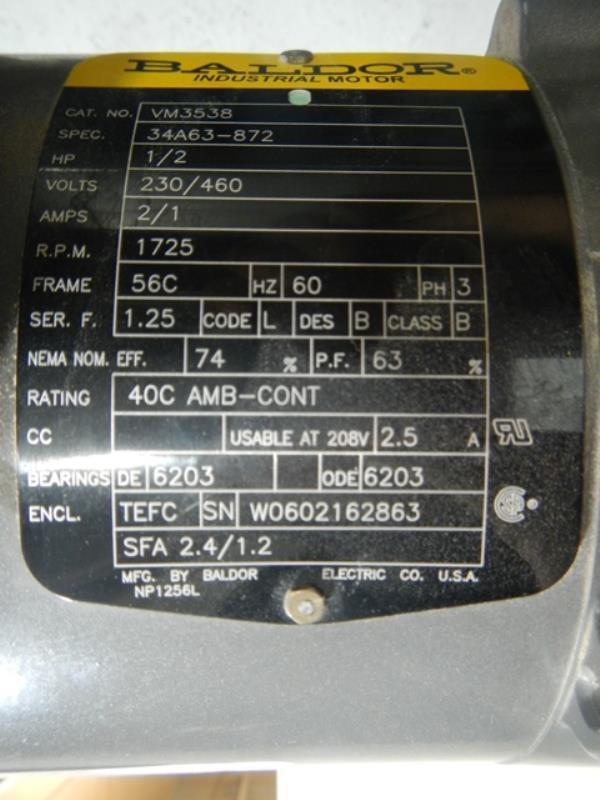 BALDOR®
INDUSTRIAL MOTOR
CAT. NO. VM3538
SPEC. 34A63-872
HP 1/2
VOLTS 230/460
AMPS 2/1
R.P.M. 1725
FRAME 56C HZ 60 PH 3
SER. F. 1.25 CODE L DES B CLASS B
NEMA NOM. EFF. 74 % P.F. 63 %
RATING 40C AMB-CONT
CC USABLE AT 208V 2.5 A
BEARINGS DE 6203 ODE 6203
ENCL. TEFC SN W0602162863
SFA 2.4/1.2
MFG. BY BALDOR ELECTRIC CO. U.S.A.
NP1256L